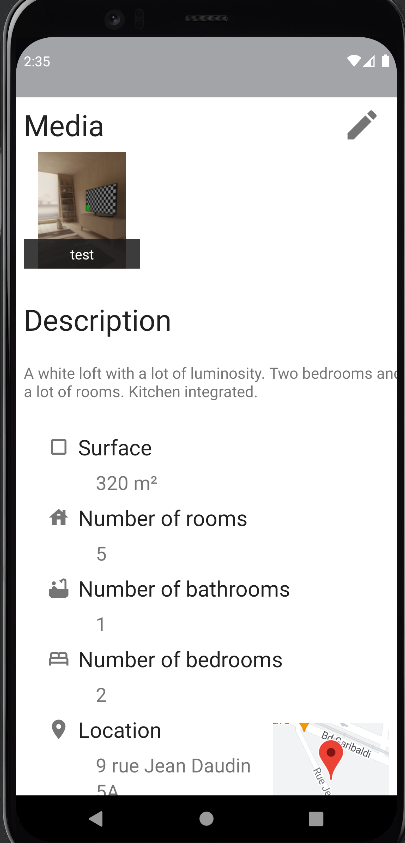 2:35
Media
test
Description
A white loft with a lot of luminosity. Two bedrooms and
a lot of rooms. Kitchen integrated.
Surface
320 m²
Number of rooms
5
Number of bathrooms
1
Number of bedrooms
2
Location
9 rue Jean Daudin
5A
Bd Garibaldi
Rue Je